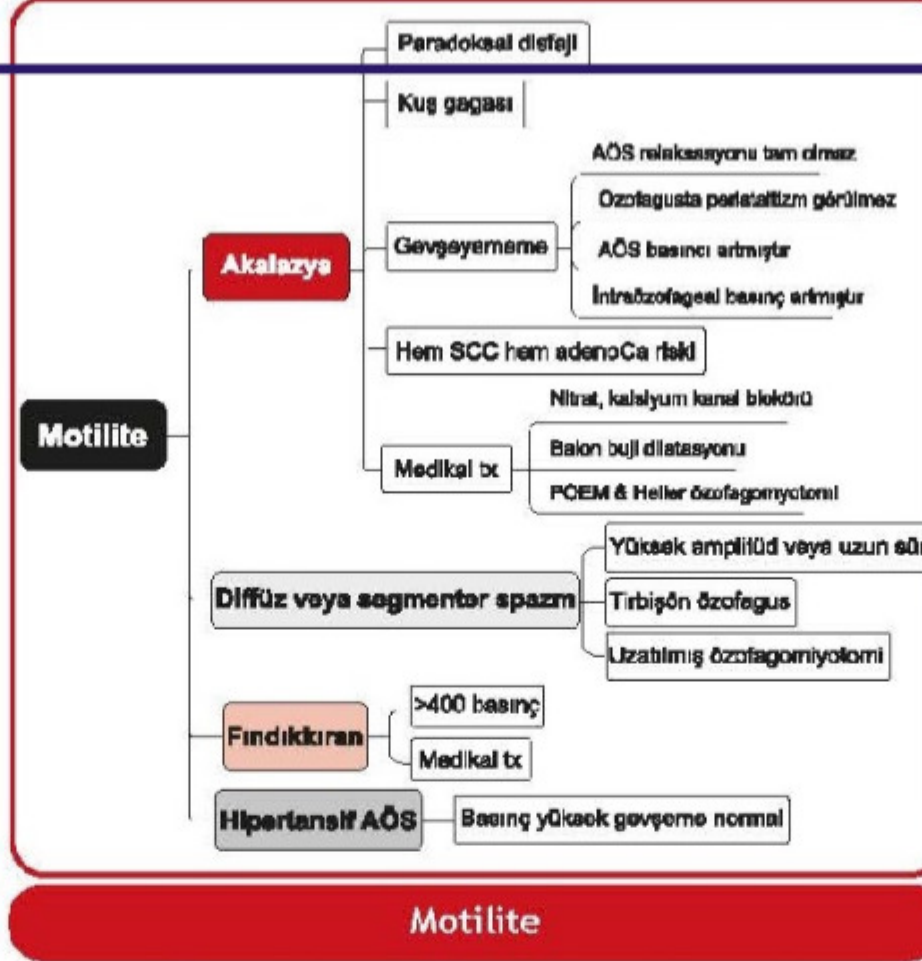 Paradoksal disfaji
Kuş gagası
AÖS relaksasyonu tam olmaz
Özofagusta peristaltizm görülmez
Akalazya
Gevşeyememe
AÖS basıncı artmıştır
İntraözofageal basınç artmıştır
Hem SCC hem adenoCa riski
Nitrat, kalsiyum kanal blokörü
Motilite
Balon buji dilatasyonu
Medikal tx
POEM & Heller özofagomyotomi
Yüksek amplitüd veya uzun sür
Diffüz veya segmenter spazm
Tirbişön özofagus
Uzatılmış özofagomiyotomi
>400 basınç
Fındıkkıran
Medikal tx
Hipertansif AÖS
Basınç yüksek gevşeme normal
Motilite